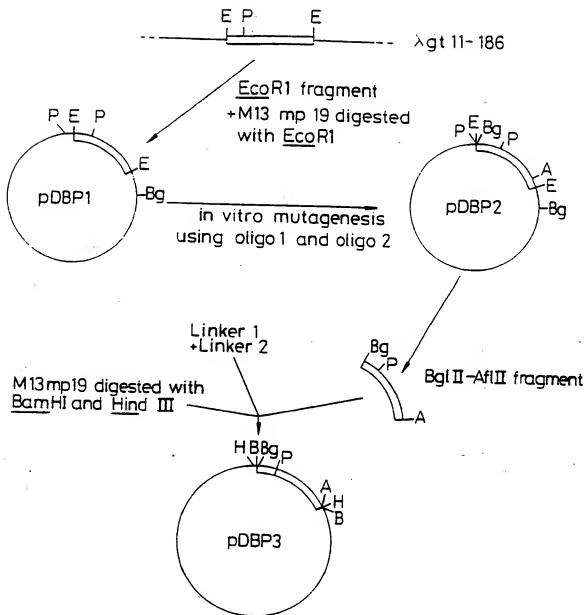 E P E
λgt 11-186
EcoR1 fragment
+M13 mp 19 digested
with EcoR1
P E P
E
Bg
pDBP1
in vitro mutagenesis
using oligo 1 and oligo 2
P E Bg P
A
E
Bg
pDBP2
Linker 1
+Linker 2
M13mp19 digested with
BamHI and Hind III
Bg
P
A
Bgl II-Afl II fragment
H B Bg P
A
H
B
pDBP3